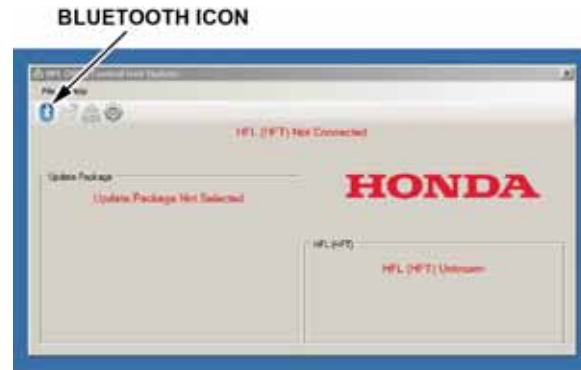 BLUETOOTH ICON
HFL (HFT) Not Connected
Update Package
Update Package Not Selected
HONDA
HFL (HFT)
HFL (HFT) Unknown